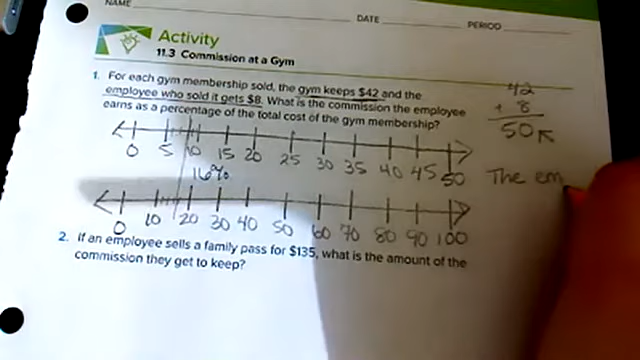 NAME
DATE
PERIOD
Activity
11.3 Commission at a Gym
1. For each gym membership sold, the gym keeps $42 and the
employee who sold it gets $8. What is the commission the employee
earns as a percentage of the total cost of the gym membership?
42
+ 8
50
0 5 10 15 20 25 30 35 40 45 50
16%
The em
0 10 20 30 40 50 60 70 80 90 100
2. If an employee sells a family pass for $135, what is the amount of the
commission they get to keep?